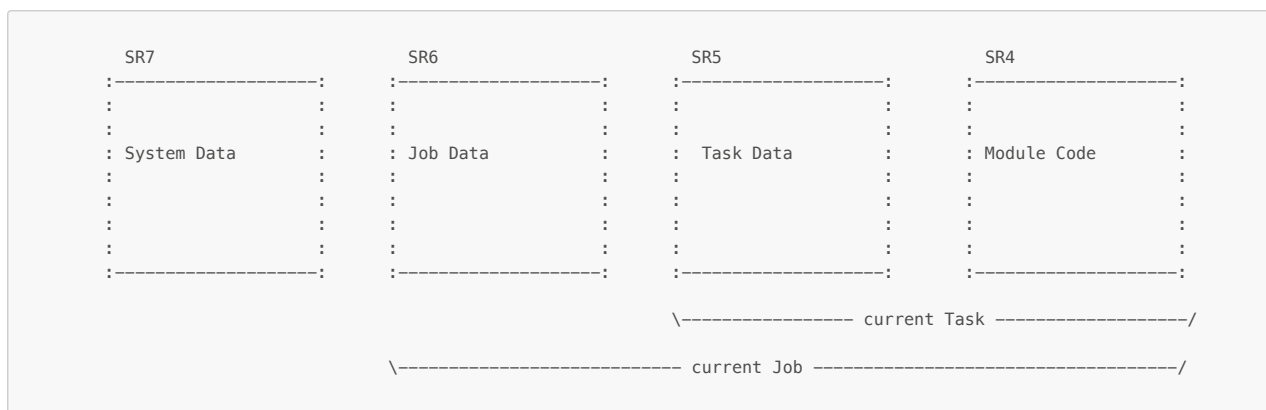 SR7 SR6 SR5 SR4
:--------------------: :--------------------: :--------------------: :--------------------:
: : : : : : : :
: : : : : : : :
: System Data : : Job Data : : Task Data : : Module Code :
: : : : : : : :
: : : : : : : :
: : : : : : : :
: : : : : : : :
:--------------------: :--------------------: :--------------------: :--------------------:
\----------------- current Task -------------------/
\---------------------------- current Job ------------------------------------/